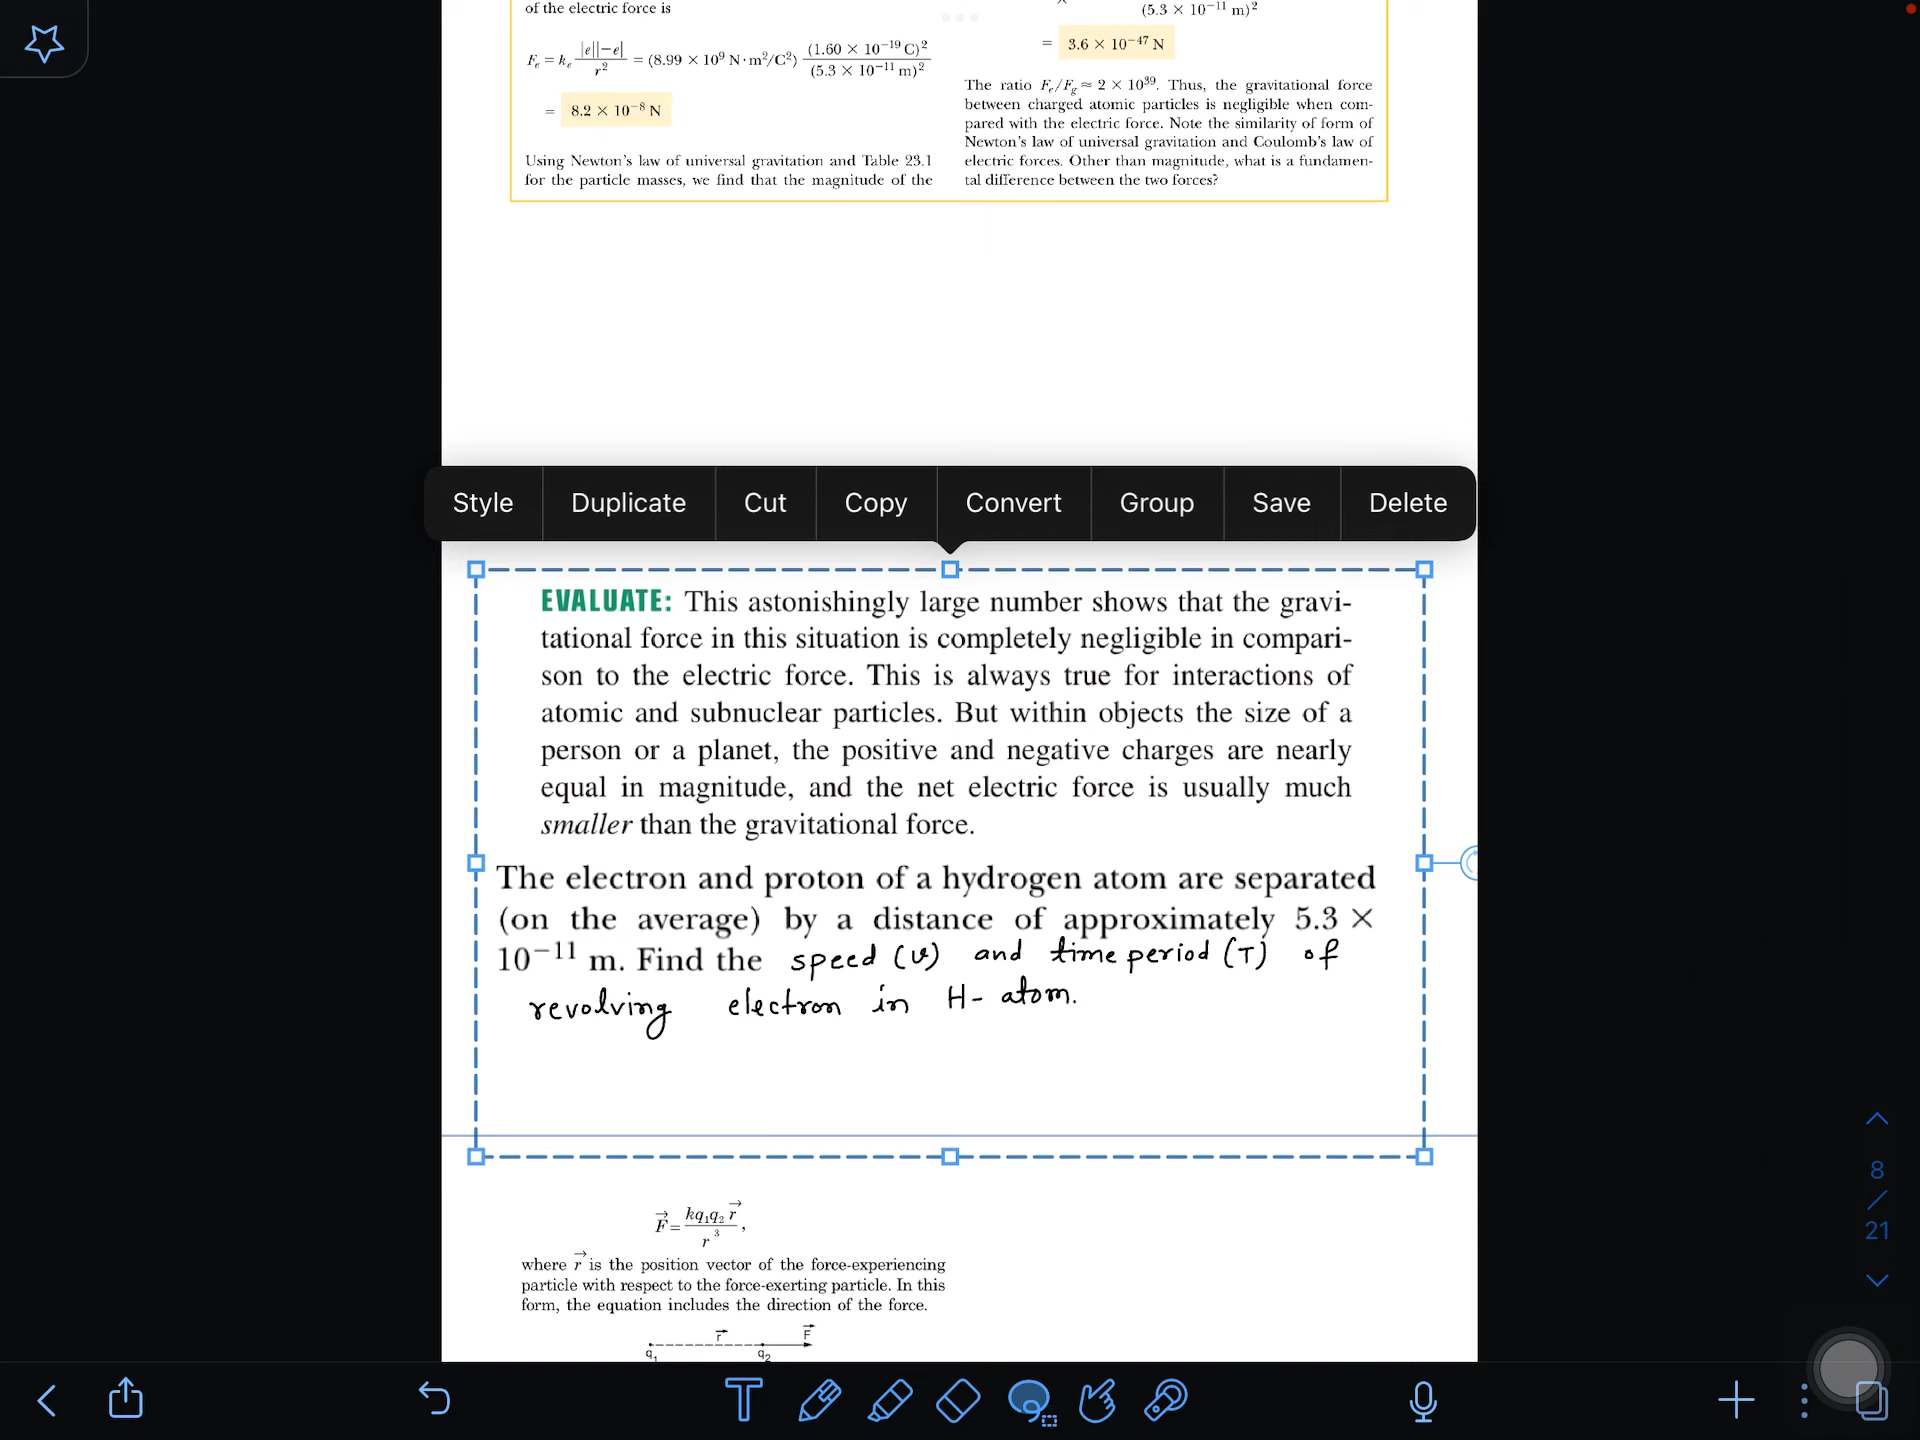 of the electric force is
F_e = k_e |e||−e| / r² = (8.99 × 10⁹ N·m²/C²) (1.60 × 10⁻¹⁹ C)² / (5.3 × 10⁻¹¹ m)²
= 8.2 × 10⁻⁸ N
Using Newton's law of universal gravitation and Table 23.1
for the particle masses, we find that the magnitude of the
(5.3 × 10⁻¹¹ m)²
= 3.6 × 10⁻⁴⁷ N
The ratio F_e/F_g ≈ 2 × 10³⁹. Thus, the gravitational force
between charged atomic particles is negligible when com-
pared with the electric force. Note the similarity of form of
Newton's law of universal gravitation and Coulomb's law of
electric forces. Other than magnitude, what is a fundamen-
tal difference between the two forces?
Style Duplicate Cut Copy Convert Group Save Delete
EVALUATE: This astonishingly large number shows that the gravi-
tational force in this situation is completely negligible in compari-
son to the electric force. This is always true for interactions of
atomic and subnuclear particles. But within objects the size of a
person or a planet, the positive and negative charges are nearly
equal in magnitude, and the net electric force is usually much
smaller than the gravitational force.
The electron and proton of a hydrogen atom are separated
(on the average) by a distance of approximately 5.3 ×
10⁻¹¹ m. Find the speed (v) and time period (T) of
revolving electron in H- atom.
F⃗ = kq₁q₂ r⃗ / r³ ,
where r⃗ is the position vector of the force-experiencing
particle with respect to the force-exerting particle. In this
form, the equation includes the direction of the force.
r⃗ F⃗
q₁ q₂
8
/
21
T